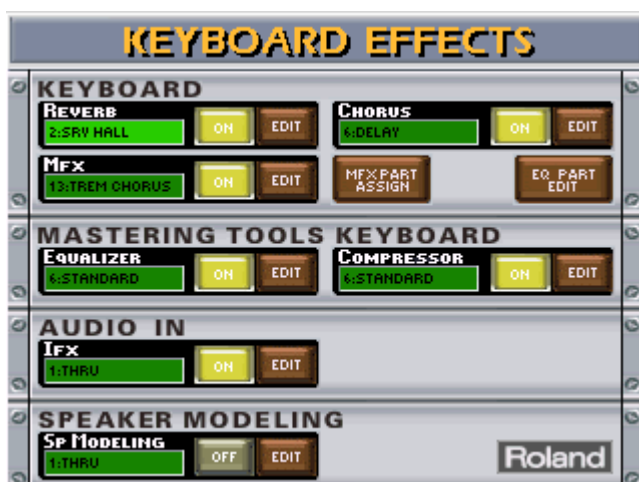 KEYBOARD EFFECTS
KEYBOARD
REVERB
2:SRV HALL
ON
EDIT
CHORUS
6:DELAY
ON
EDIT
MFX
13:TREM CHORUS
ON
EDIT
MFX PART
ASSIGN
EQ PART
EDIT
MASTERING TOOLS KEYBOARD
EQUALIZER
6:STANDARD
ON
EDIT
COMPRESSOR
6:STANDARD
ON
EDIT
AUDIO IN
IFX
1:THRU
ON
EDIT
SPEAKER MODELING
SP MODELING
1:THRU
OFF
EDIT
Roland